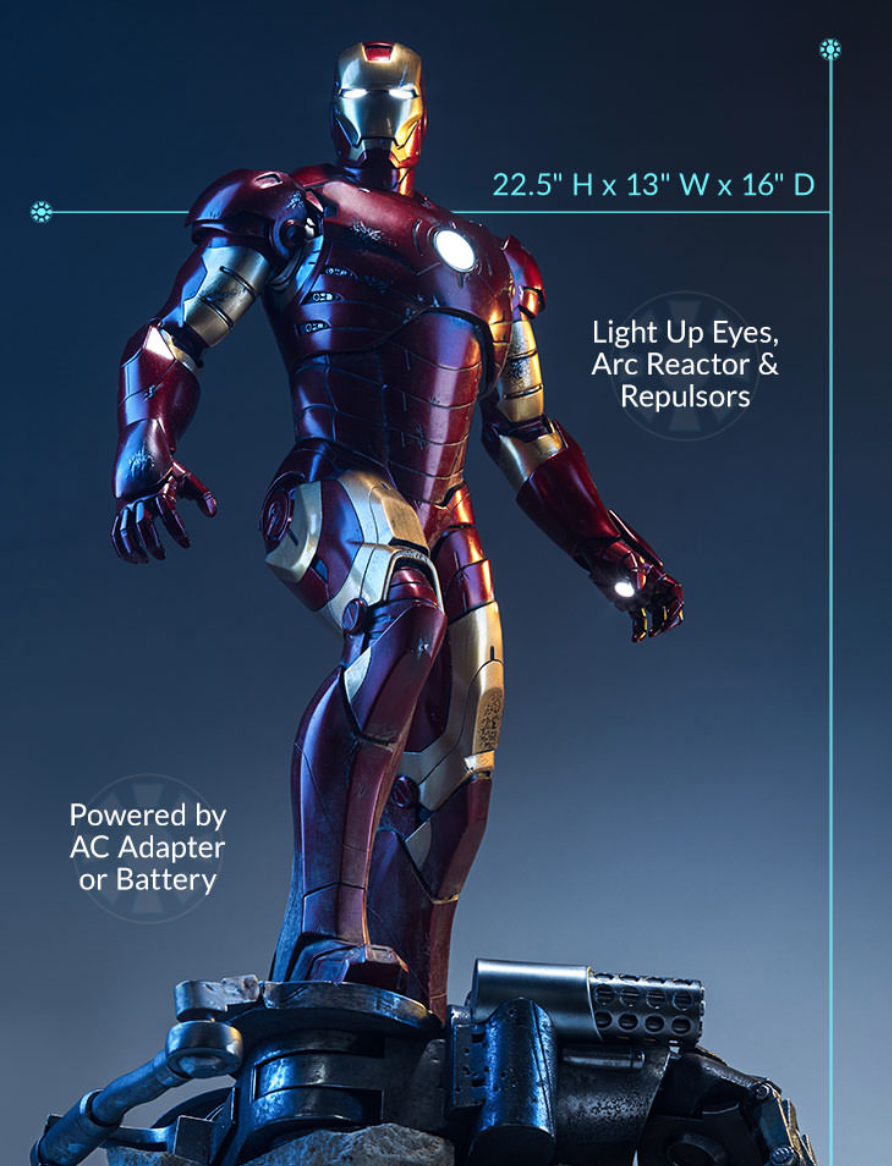 22.5" H x 13" W x 16" D
Light Up Eyes,
Arc Reactor &
Repulsors
Powered by
AC Adapter
or Battery